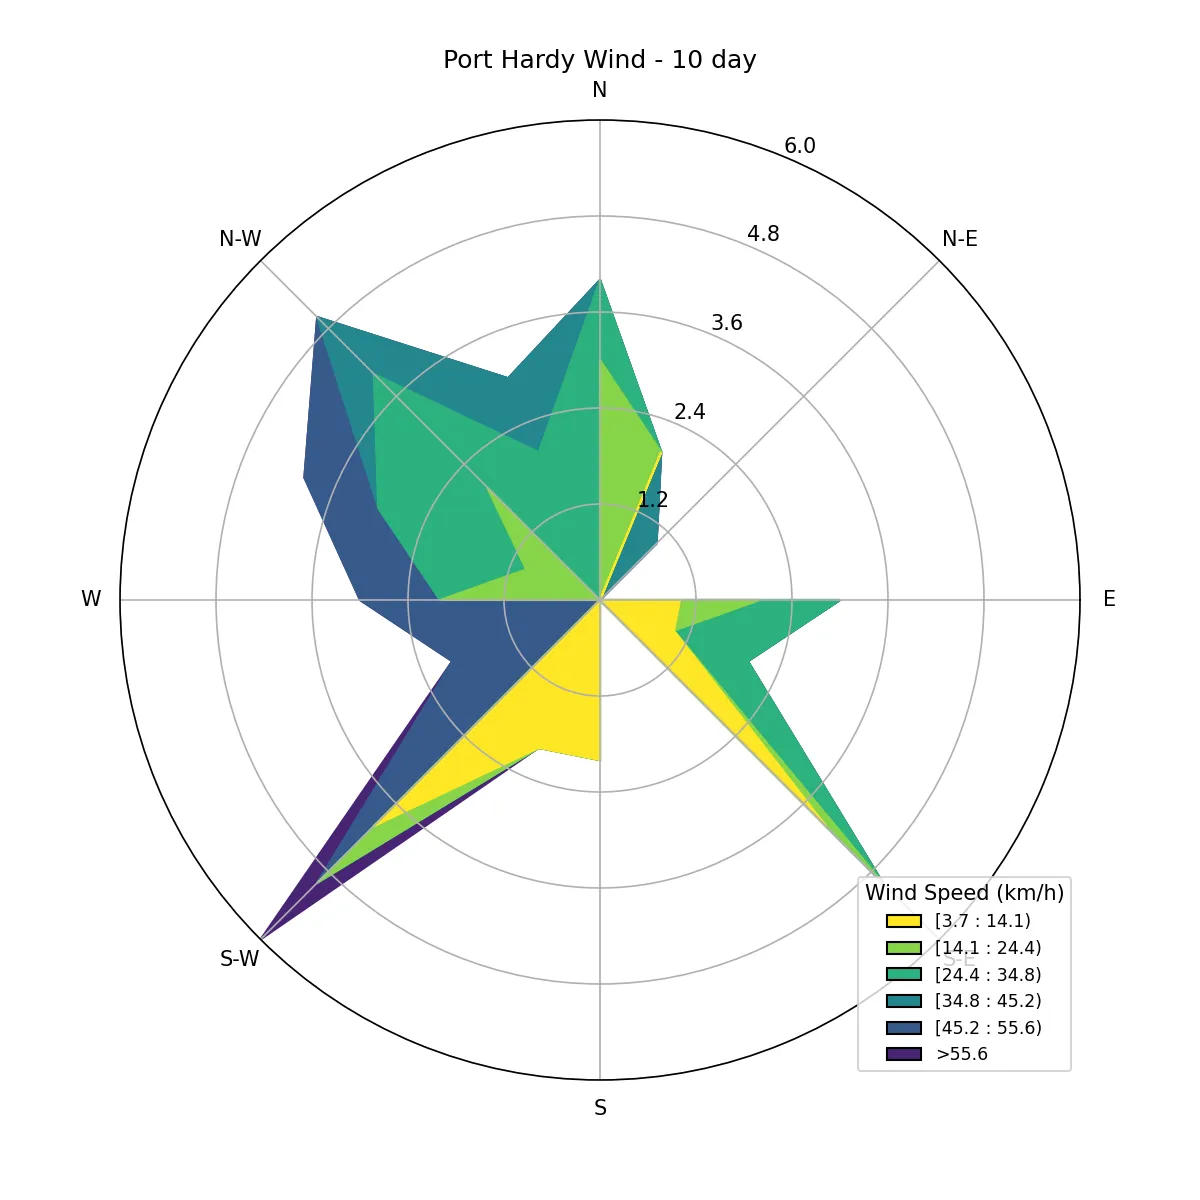 Port Hardy Wind - 10 day
N
6.0
N-W
N-E
4.8
3.6
2.4
1.2
W
E
S-W
S-E
S
Wind Speed (km/h)
[3.7 : 14.1)
[14.1 : 24.4)
[24.4 : 34.8)
[34.8 : 45.2)
[45.2 : 55.6)
>55.6